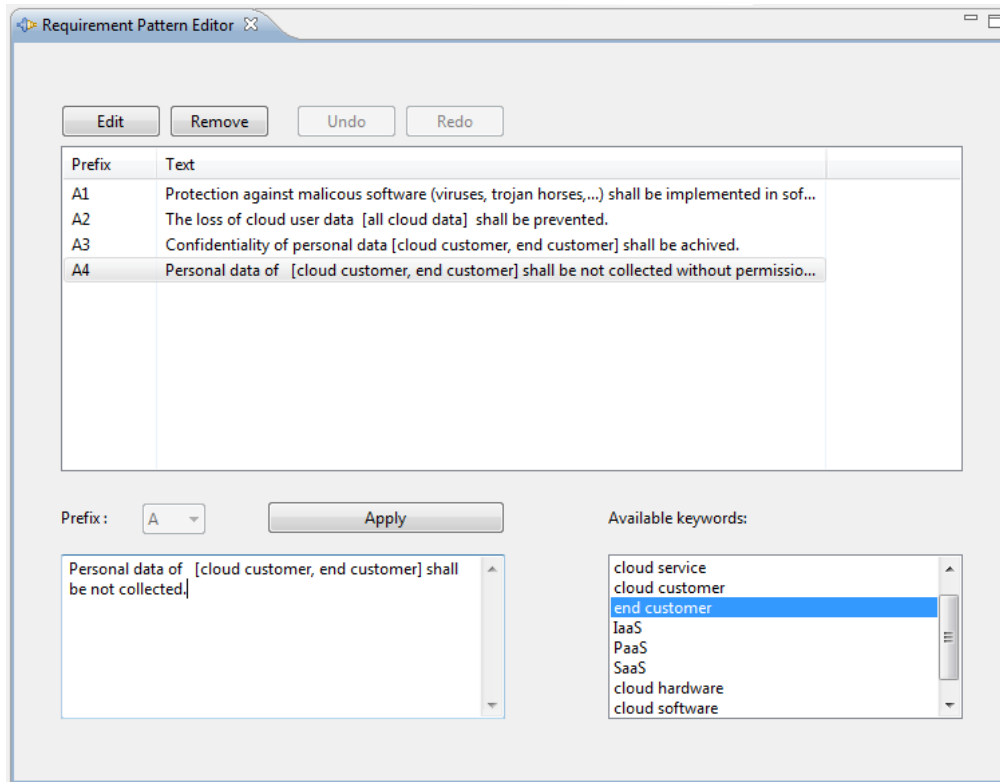 Requirement Pattern Editor
Edit Remove Undo Redo
Prefix Text
A1 Protection against malicous software (viruses, trojan horses,...) shall be implemented in sof...
A2 The loss of cloud user data [all cloud data] shall be prevented.
A3 Confidentiality of personal data [cloud customer, end customer] shall be achived.
A4 Personal data of [cloud customer, end customer] shall be not collected without permissio...
Prefix : A Apply Available keywords:
Personal data of [cloud customer, end customer] shall
be not collected.
cloud service
cloud customer
end customer
IaaS
PaaS
SaaS
cloud hardware
cloud software